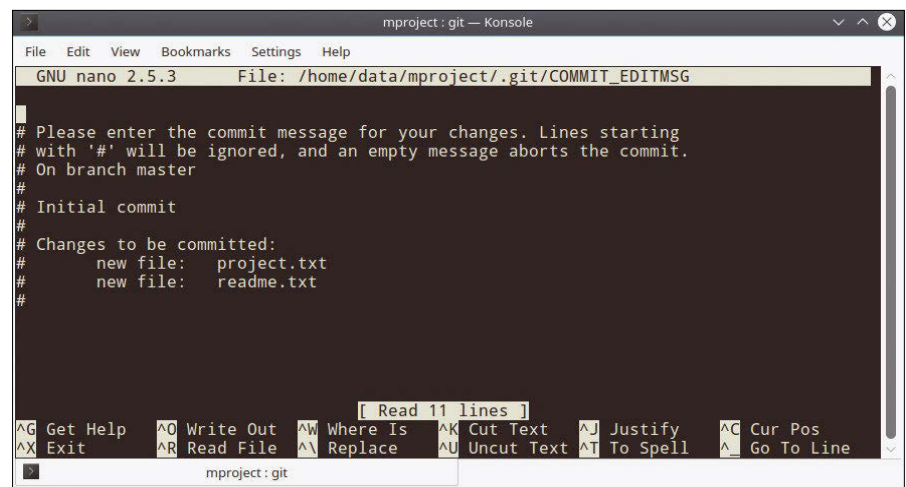 mproject : git — Konsole
File Edit View Bookmarks Settings Help
GNU nano 2.5.3 File: /home/data/mproject/.git/COMMIT_EDITMSG
# Please enter the commit message for your changes. Lines starting
# with '#' will be ignored, and an empty message aborts the commit.
# On branch master
#
# Initial commit
#
# Changes to be committed:
#       new file:   project.txt
#       new file:   readme.txt
#
[ Read 11 lines ]
^G Get Help ^O Write Out ^W Where Is ^K Cut Text ^J Justify ^C Cur Pos
^X Exit ^R Read File ^\ Replace ^U Uncut Text ^T To Spell ^_ Go To Line
mproject : git